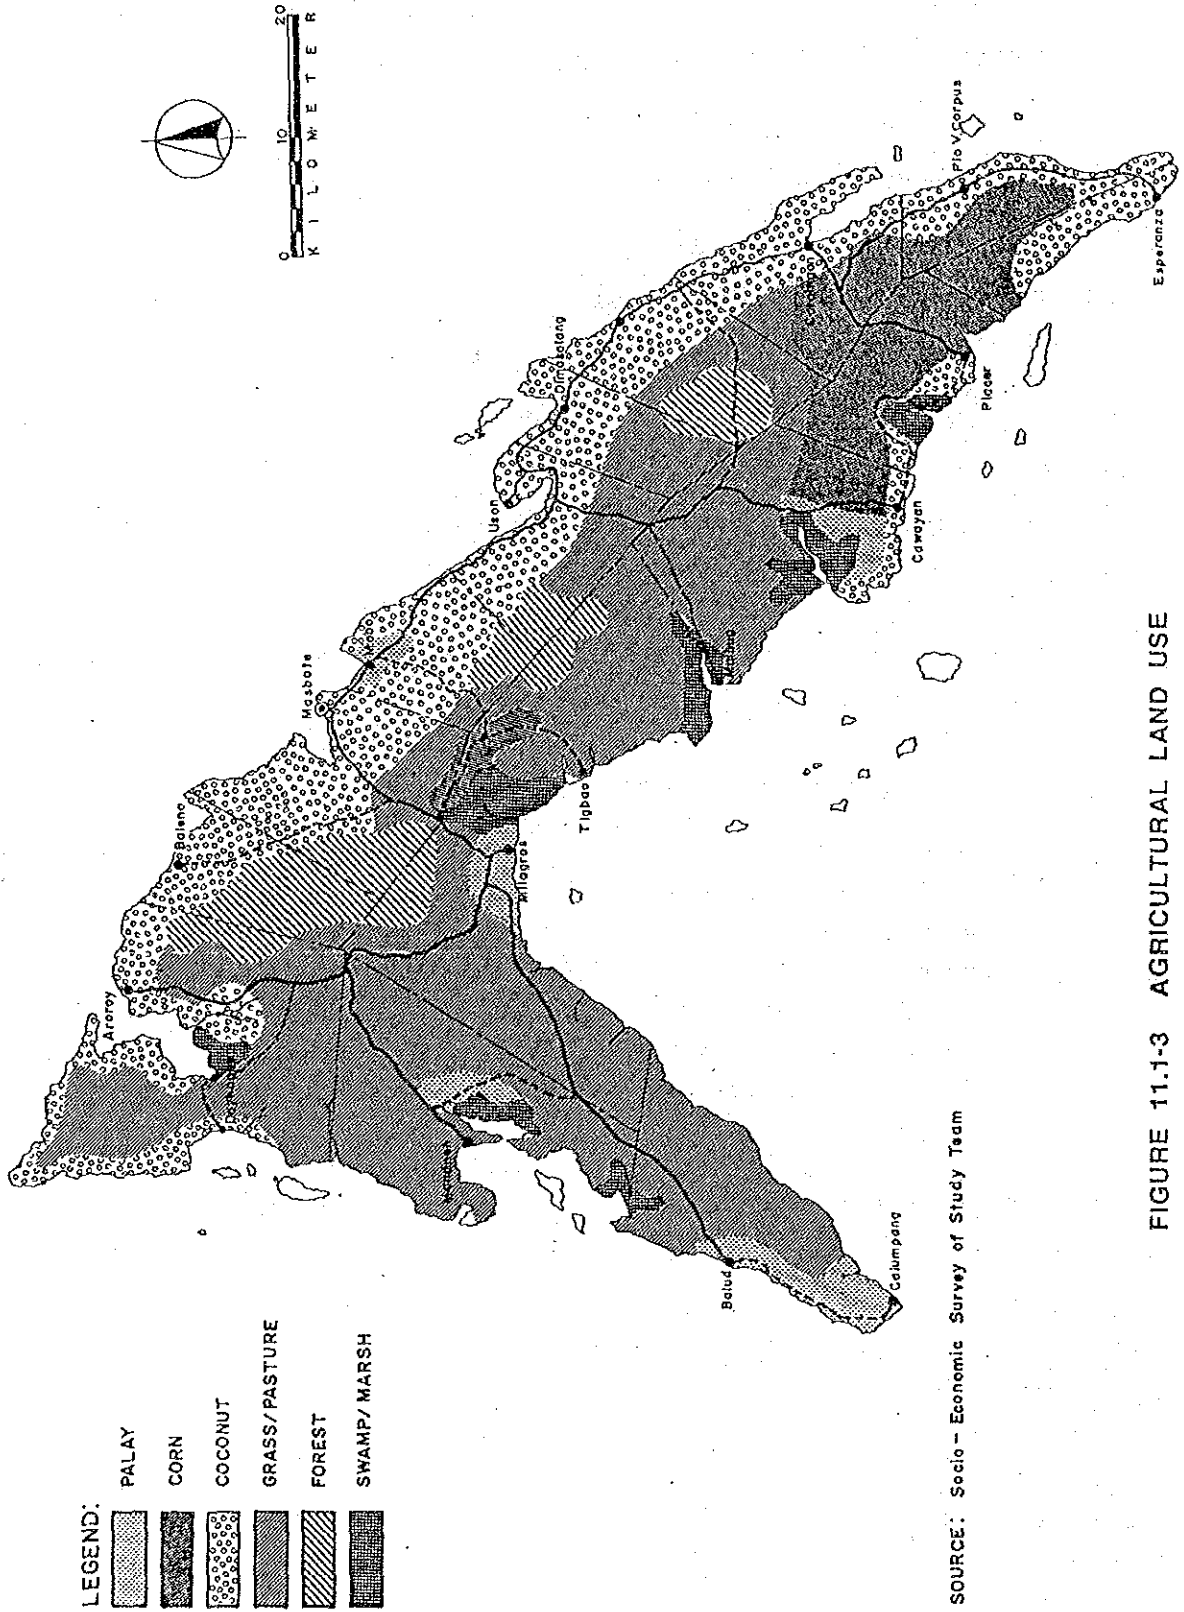 LEGEND:
PALAY
CORN
COCONUT
GRASS/PASTURE
FOREST
SWAMP/MARSH
0 10 20
KILOMETER
Aroroy
Baleno
Masbate
Mobo
Uson
Dimasalang
Pio V. Corpus
Esperanza
Placer
Cawayan
Tigbao
Milagros
Balud
Calumpang
SOURCE: Socio-Economic Survey of Study Team
FIGURE 11.1-3 AGRICULTURAL LAND USE